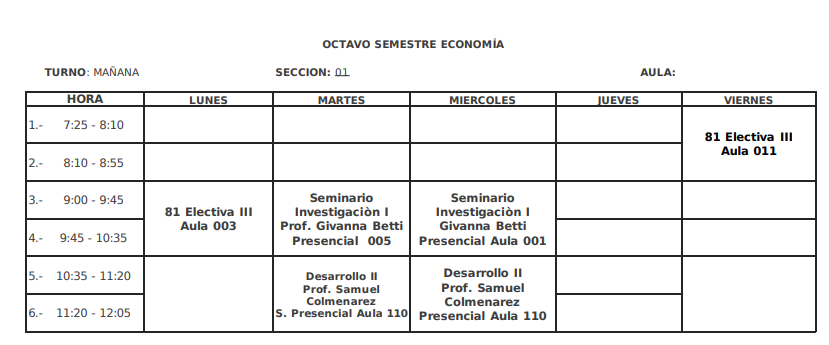 OCTAVO SEMESTRE ECONOMÍA
TURNO: MAÑANA SECCION: 01 AULA:
HORA LUNES MARTES MIERCOLES JUEVES VIERNES
1.- 7:25 - 8:10
2.- 8:10 - 8:55
81 Electiva III
Aula 011
3.- 9:00 - 9:45
4.- 9:45 - 10:35
81 Electiva III
Aula 003
Seminario
Investigaciòn I
Prof. Givanna Betti
Presencial 005
Seminario
Investigaciòn I
Givanna Betti
Presencial Aula 001
5.- 10:35 - 11:20
6.- 11:20 - 12:05
Desarrollo II
Prof. Samuel
Colmenarez
S. Presencial Aula 110
Desarrollo II
Prof. Samuel
Colmenarez
Presencial Aula 110